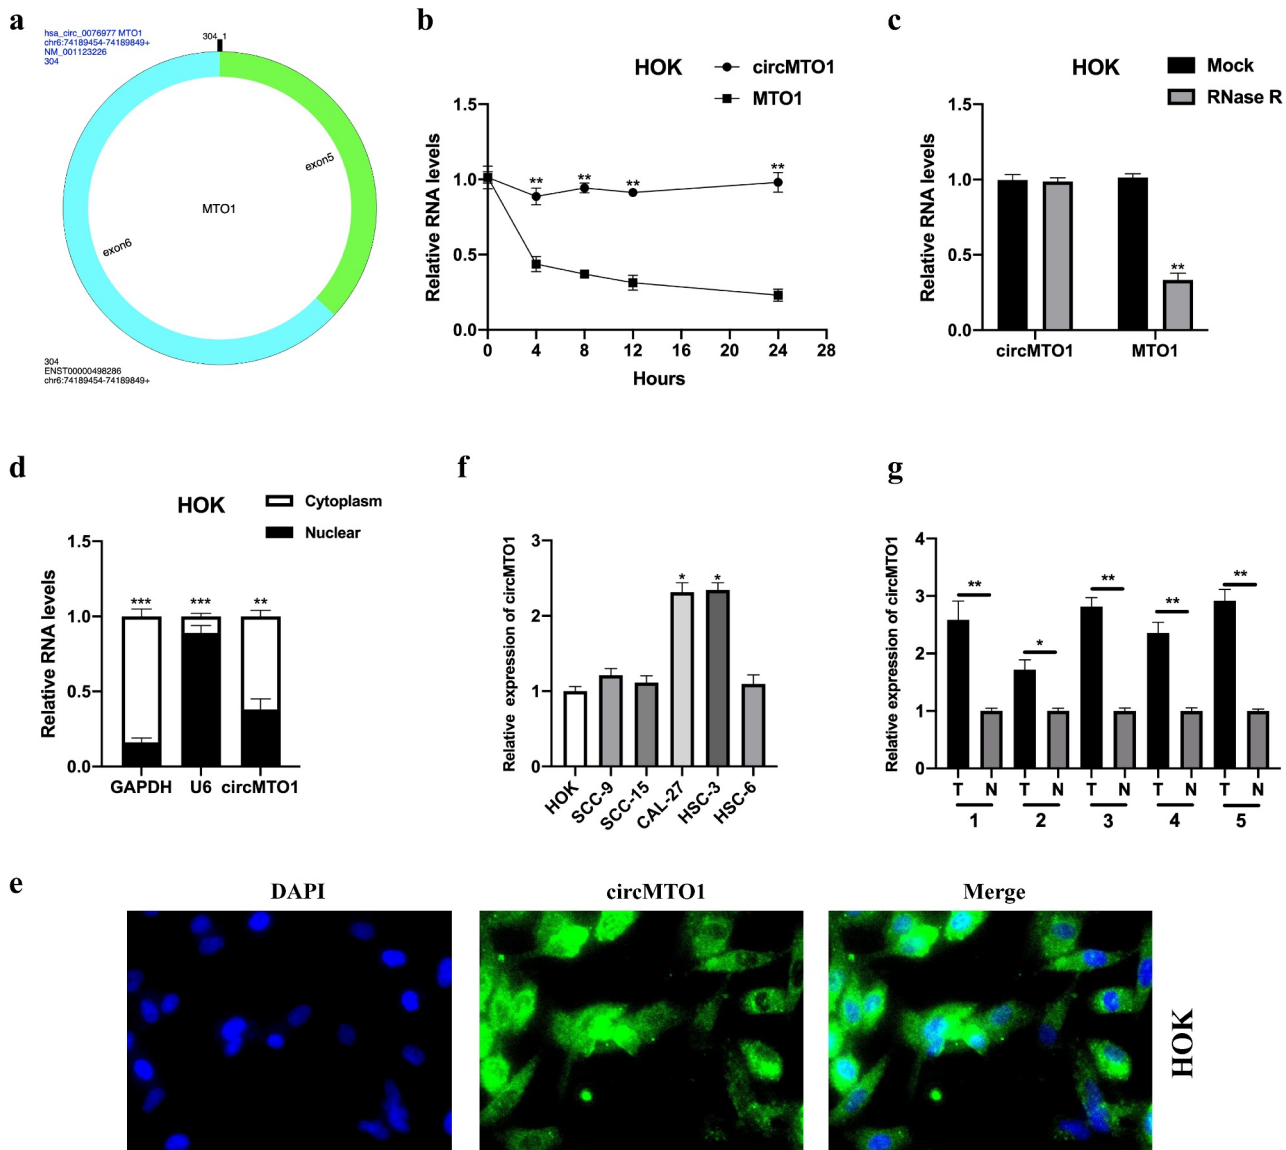 a
hsa_circ_0076977 MTO1
chr6:74189454-74189849+
NM_001123226
304
304 1
exon5
MTO1
exon6
304
ENST00000498286
chr6:74189454-74189849+
b
HOK
circMTO1
MTO1
Relative RNA levels
1.5
1.0
0.5
0.0
** ** ** **
0 4 8 12 16 20 24 28
Hours
c
HOK
Mock
RNase R
Relative RNA levels
1.5
1.0
0.5
0.0
**
circMTO1 MTO1
d
HOK
Cytoplasm
Nuclear
Relative RNA levels
1.5
1.0
0.5
0.0
*** *** **
GAPDH U6 circMTO1
f
Relative expression of circMTO1
3
2
1
0
* *
HOK SCC-9 SCC-15 CAL-27 HSC-3 HSC-6
g
Relative expression of circMTO1
4
3
2
1
0
** * ** ** **
T N T N T N T N T N
1 2 3 4 5
e
DAPI circMTO1 Merge
HOK